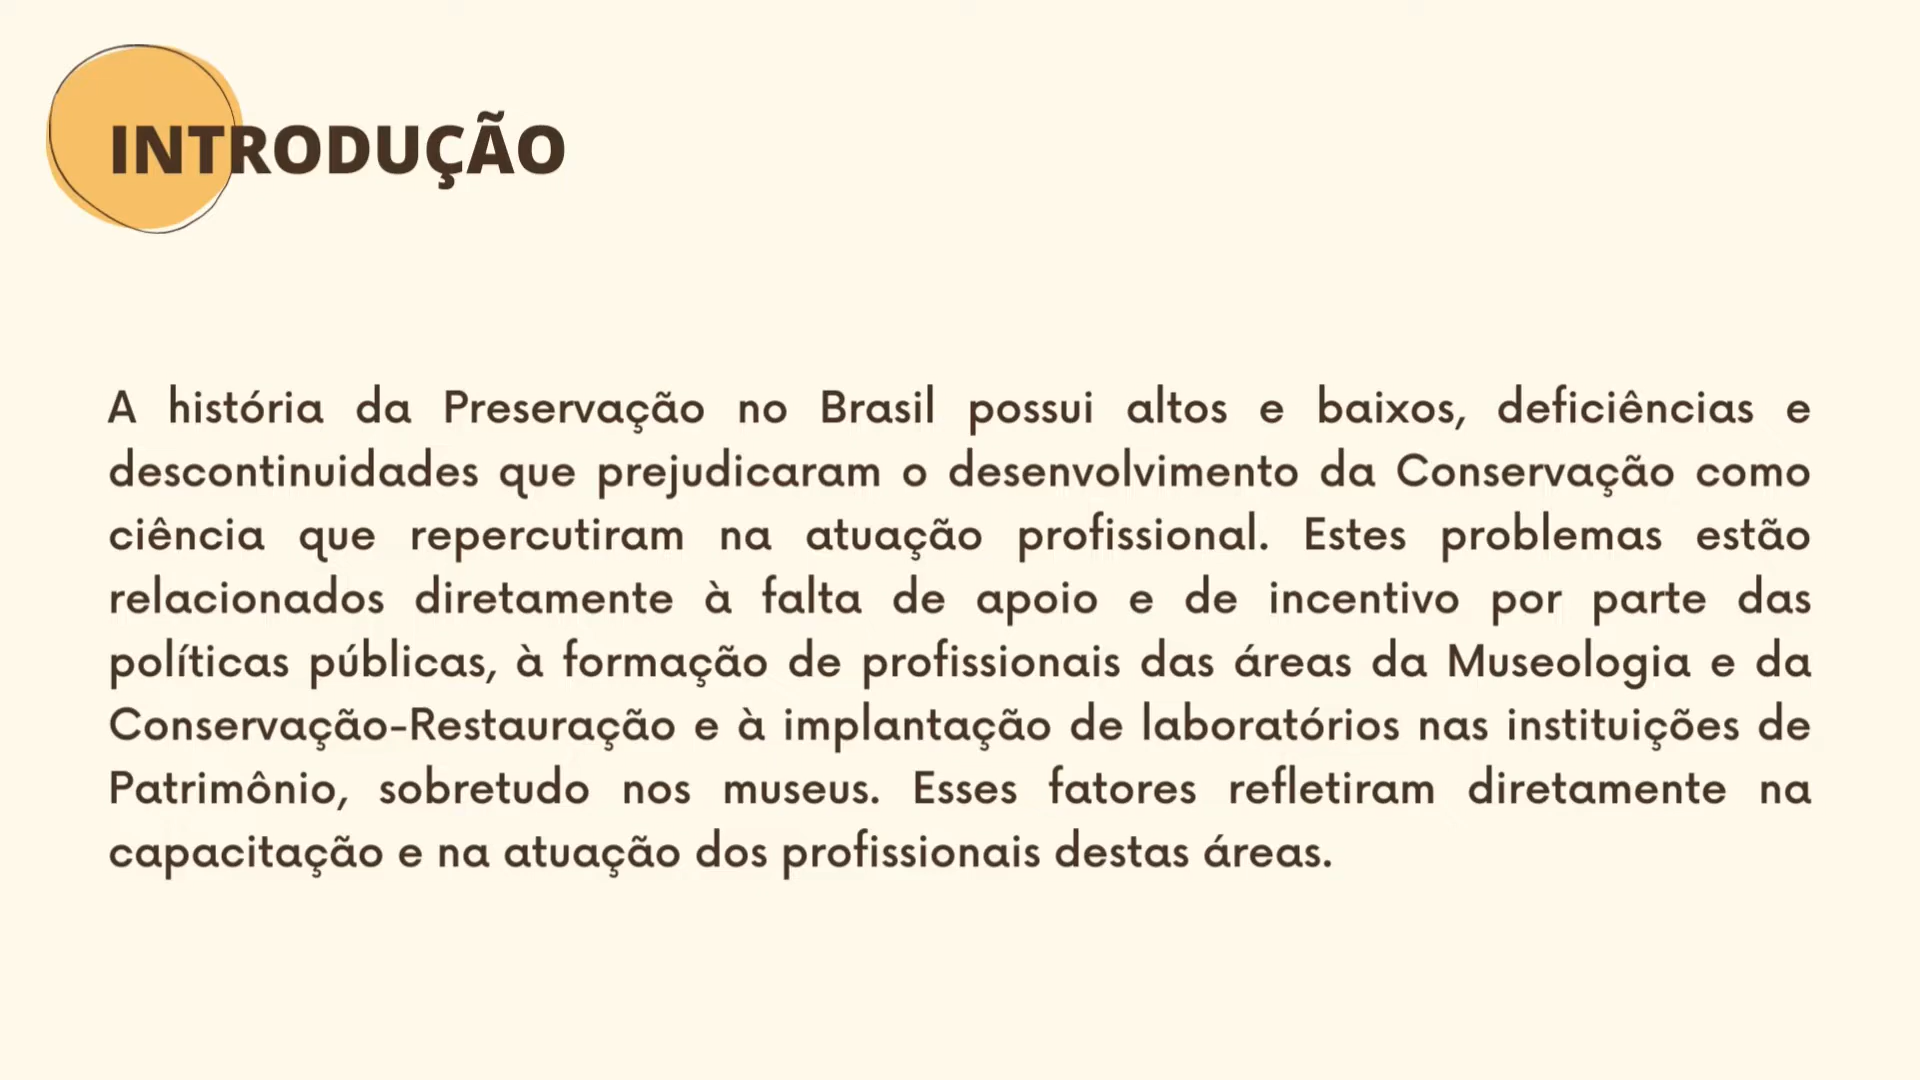 INTRODUÇÃO
A história da Preservação no Brasil possui altos e baixos, deficiências e
descontinuidades que prejudicaram o desenvolvimento da Conservação como
ciência que repercutiram na atuação profissional. Estes problemas estão
relacionados diretamente à falta de apoio e de incentivo por parte das
políticas públicas, à formação de profissionais das áreas da Museologia e da
Conservação-Restauração e à implantação de laboratórios nas instituições de
Patrimônio, sobretudo nos museus. Esses fatores refletiram diretamente na
capacitação e na atuação dos profissionais destas áreas.